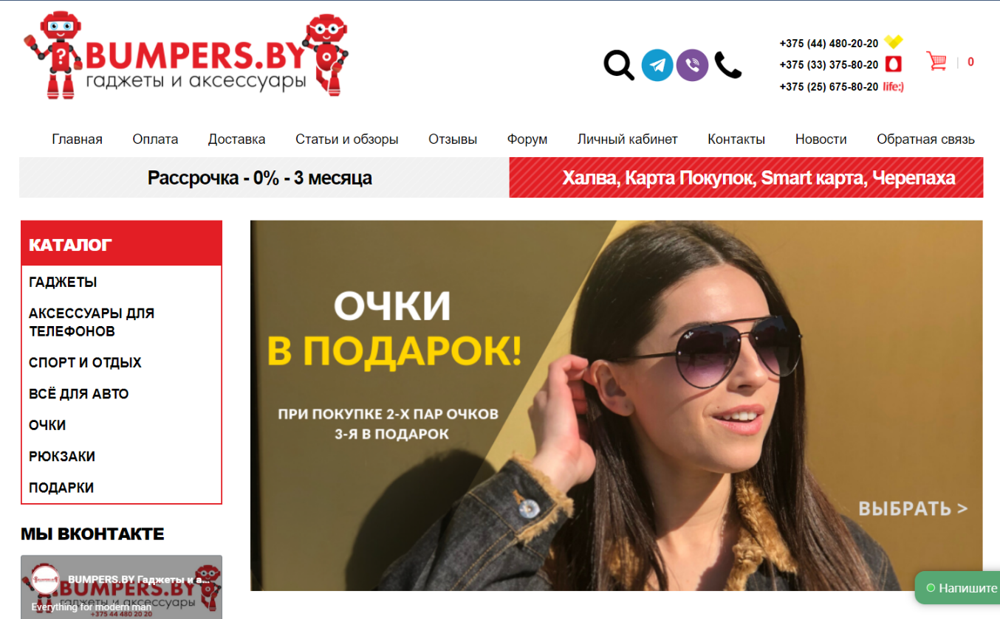 BUMPERS.BY
гаджеты и аксессуары
+375 (44) 480-20-20
+375 (33) 375-80-20
+375 (25) 675-80-20 life:)
0
Главная Оплата Доставка Статьи и обзоры Отзывы Форум Личный кабинет Контакты Новости Обратная связь
Рассрочка - 0% - 3 месяца
Халва, Карта Покупок, Smart карта, Черепаха
КАТАЛОГ
ГАДЖЕТЫ
АКСЕССУАРЫ ДЛЯ
ТЕЛЕФОНОВ
СПОРТ И ОТДЫХ
ВСЁ ДЛЯ АВТО
ОЧКИ
РЮКЗАКИ
ПОДАРКИ
МЫ ВКОНТАКТЕ
BUMPERS.BY Гаджеты и а...
BUMPERS.BY
гаджеты и аксессуары
Everything for modern man
+375 44 480 20 20
ОЧКИ
В ПОДАРОК!
ПРИ ПОКУПКЕ 2-Х ПАР ОЧКОВ
3-Я В ПОДАРОК
Ray-Ban
ВЫБРАТЬ >
Напишите